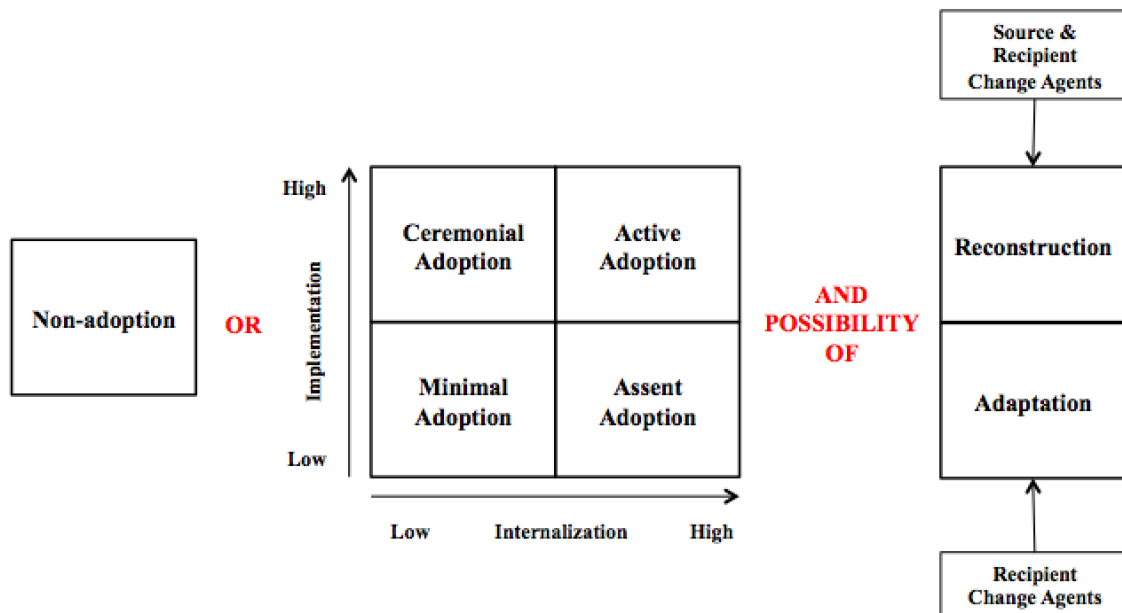 Source &
Recipient
Change Agents
High
Ceremonial
Adoption
Active
Adoption
Reconstruction
Implementation
Non-adoption
OR
AND
POSSIBILITY
OF
Minimal
Adoption
Assent
Adoption
Adaptation
Low
Low
Internalization
High
Recipient
Change Agents